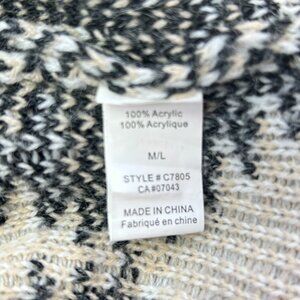 100% Acrylic
100% Acrylique
M/L
STYLE # C7805
CA #07043
MADE IN CHINA
Fabriqué en chine